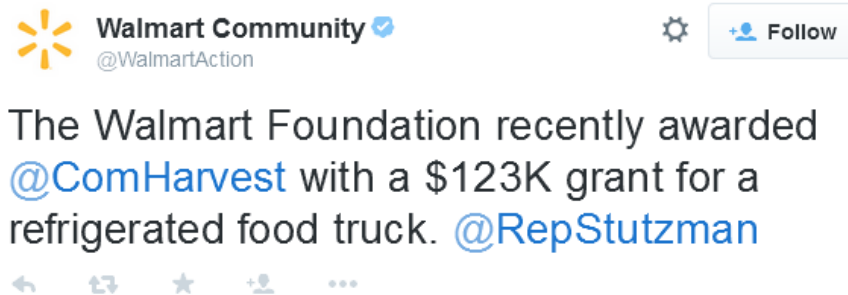 Walmart Community
@WalmartAction
Follow
The Walmart Foundation recently awarded
@ComHarvest with a $123K grant for a
refrigerated food truck. @RepStutzman